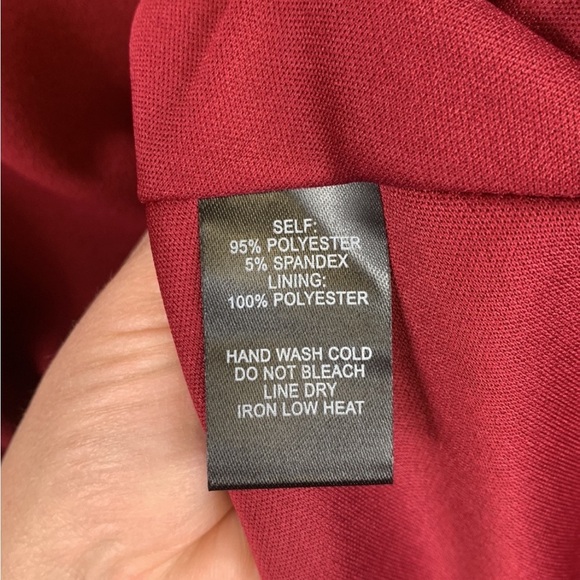 SELF:
95% POLYESTER
5% SPANDEX
LINING:
100% POLYESTER
HAND WASH COLD
DO NOT BLEACH
LINE DRY
IRON LOW HEAT